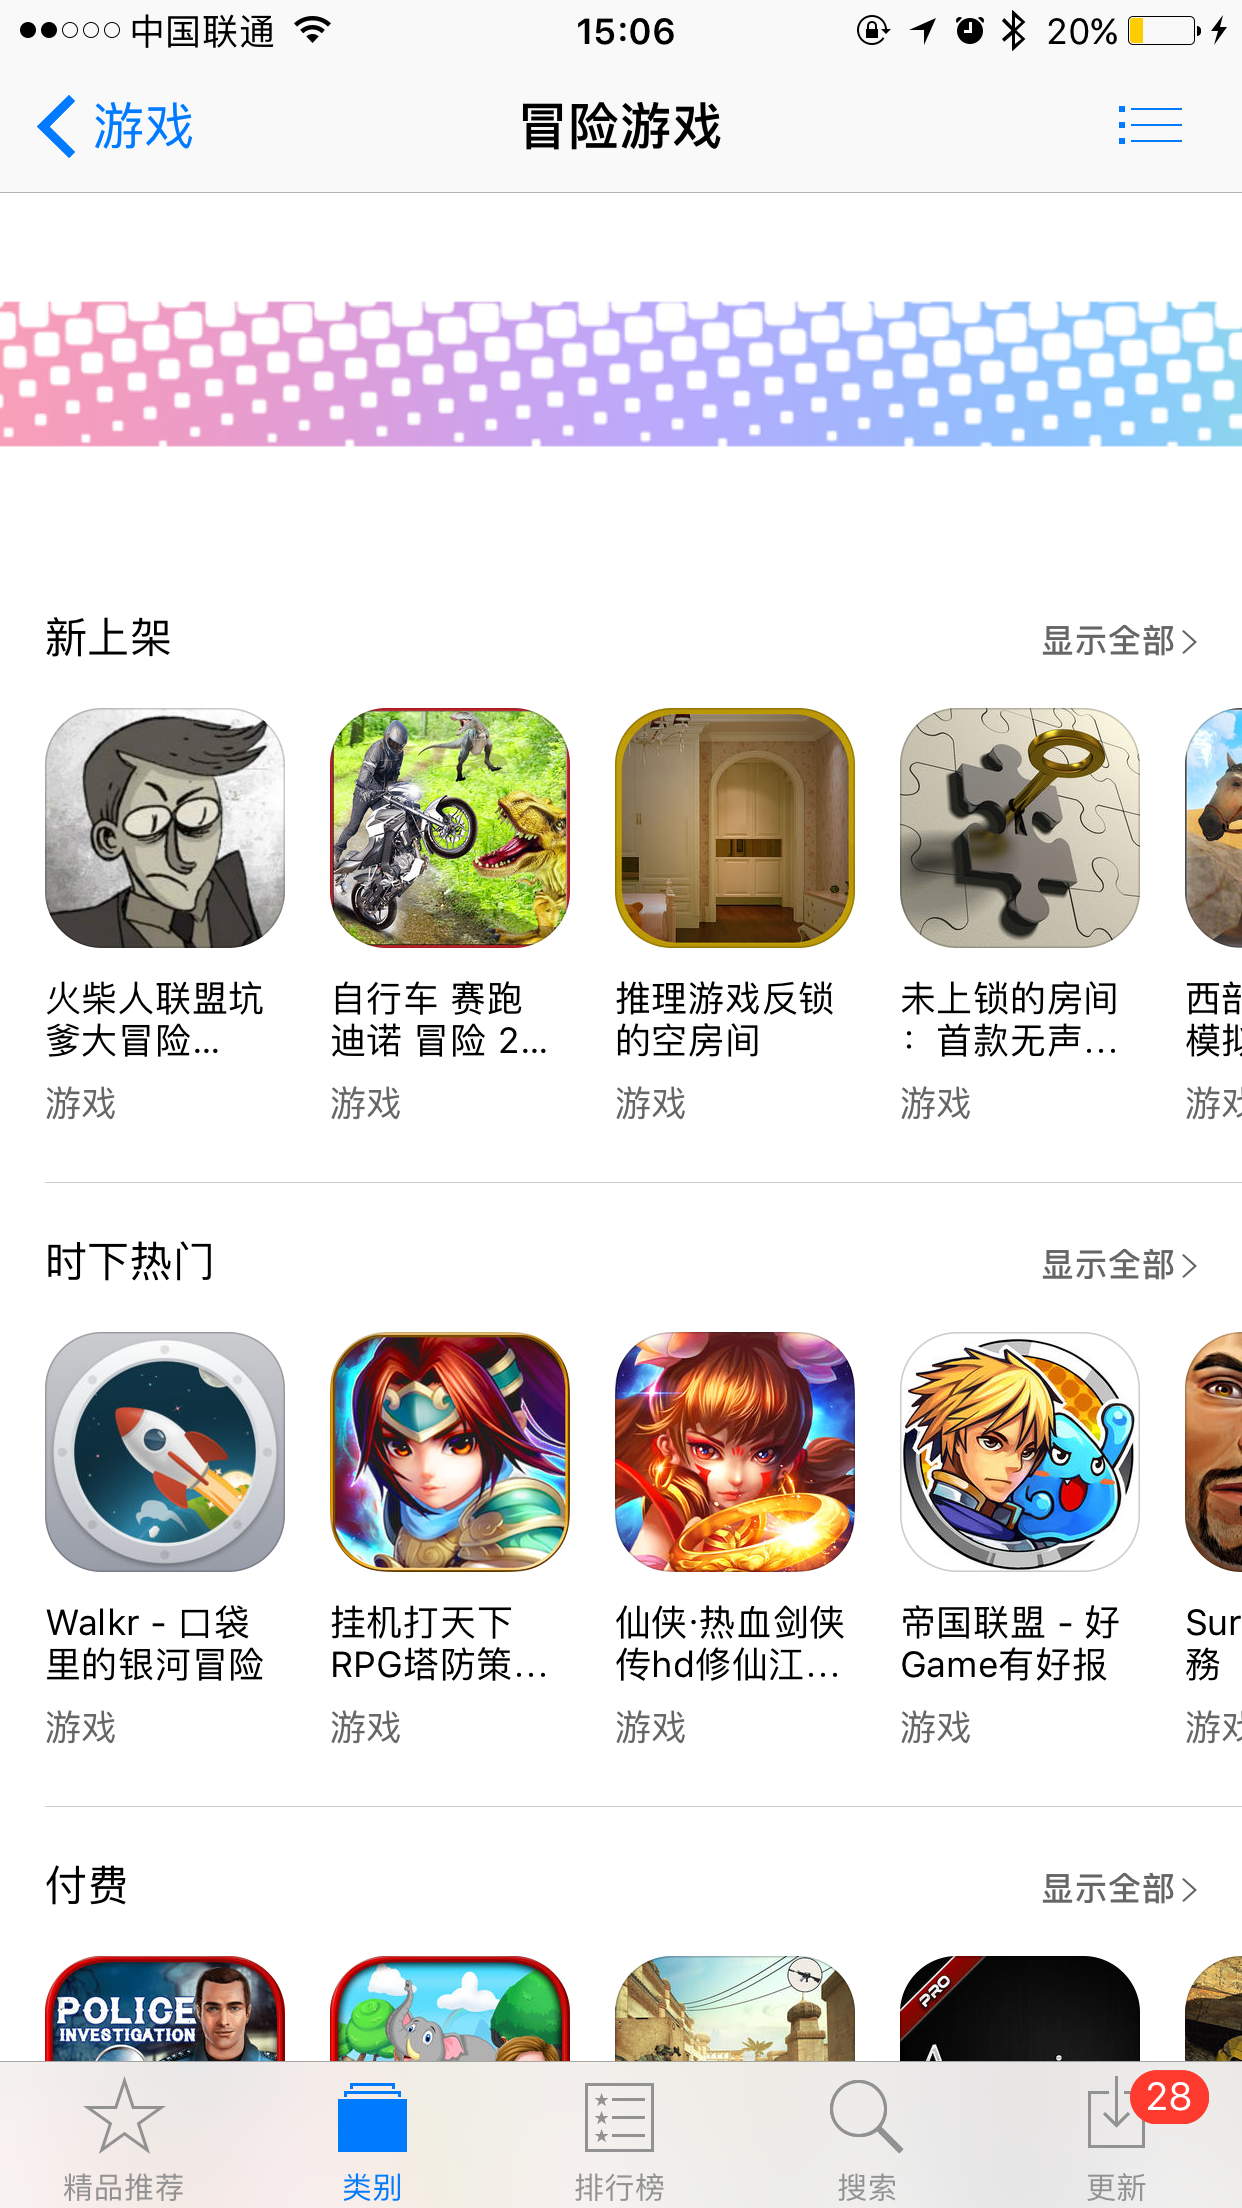 中国联通 15:06 20%
游戏 冒险游戏
新上架 显示全部
火柴人联盟坑
爹大冒险...
游戏
自行车 赛跑
迪诺 冒险 2...
游戏
推理游戏反锁
的空房间
游戏
未上锁的房间
：首款无声...
游戏
西部
模拟
游戏
时下热门 显示全部
Walkr - 口袋
里的银河冒险
游戏
挂机打天下
RPG塔防策...
游戏
仙侠·热血剑侠
传hd修仙江...
游戏
帝国联盟 - 好
Game有好报
游戏
Sur
務
游戏
付费 显示全部
POLICE
INVESTIGATION
PRO
精品推荐 类别 排行榜 搜索 更新
28